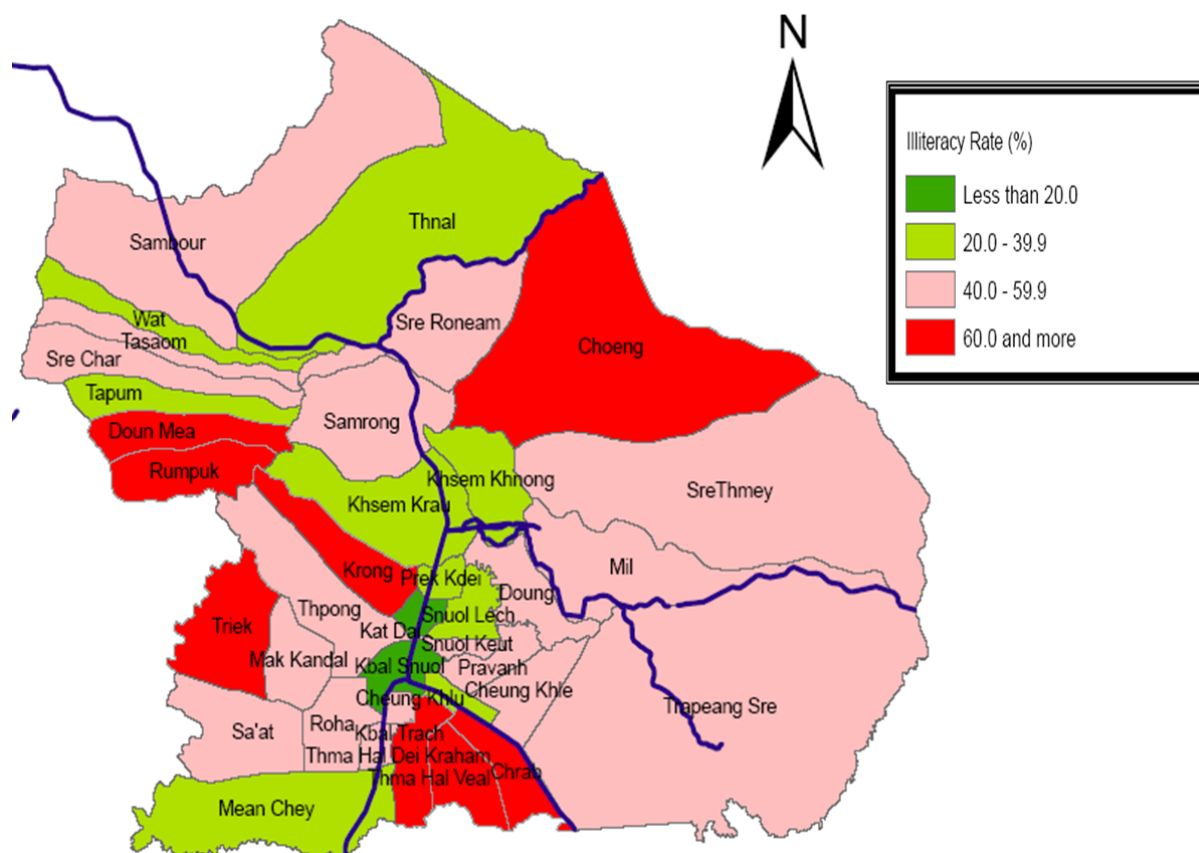 N
Illiteracy Rate (%)
Less than 20.0
20.0 - 39.9
40.0 - 59.9
60.0 and more
Thnal
Sambour
Wat
Tasaom
Sre Roneam
Sre Char
Choeng
Tapum
Samrong
Doun Mea
Rumpuk
Khsem Khnong
SreThmey
Khsem Krau
Mil
Krong
Prek Kdei
Doung
Thpong
Snuol Lech
Triek
Kat Dai
Snuol Keut
Mak Kandal
Kbal Snuol
Pravanh
Cheung Khle
Cheung Khlu
Trapeang Sre
Roha
Sa'at
Kbal Trach
Thma Hal Dei Kraham
Thma Hal Veal
Chrab
Mean Chey